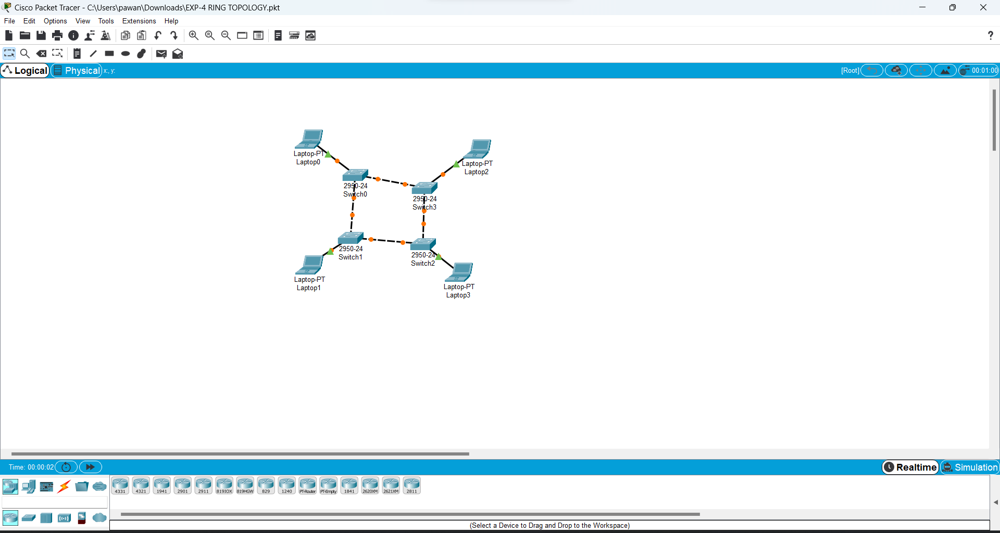 Cisco Packet Tracer - C:\Users\pawan\Downloads\EXP-4 RING TOPOLOGY.pkt
File Edit Options View Tools Extensions Help
?
Logical Physical x:, y: [Root] 00:01:00
Laptop-PT
Laptop0
Laptop-PT
Laptop2
2950-24
Switch0
2950-24
Switch3
2950-24
Switch1
2950-24
Switch2
Laptop-PT
Laptop1
Laptop-PT
Laptop3
Time: 00:00:02 Realtime Simulation
4331 4321 1941 2901 2911 819IOX 819HGW 829 1240 PT-Router PT-Empty 1841 2620XM 2621XM 2811
(Select a Device to Drag and Drop to the Workspace)